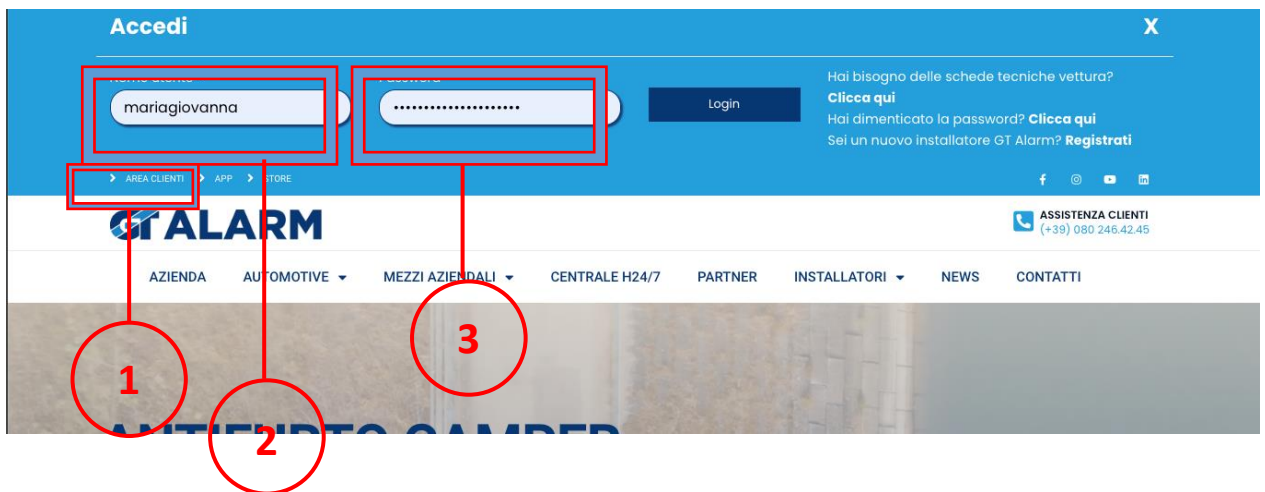 Accedi X
mariagiovanna
•••••••••••••••••••••
Login
Hai bisogno delle schede tecniche vettura?
Clicca qui
Hai dimenticato la password? Clicca qui
Sei un nuovo installatore GT Alarm? Registrati
AREA CLIENTI APP STORE
GT ALARM
ASSISTENZA CLIENTI
(+39) 080 246.42.45
AZIENDA AUTOMOTIVE MEZZI AZIENDALI CENTRALE H24/7 PARTNER INSTALLATORI NEWS CONTATTI
1
2
3
ANTIFURTO CAMPER